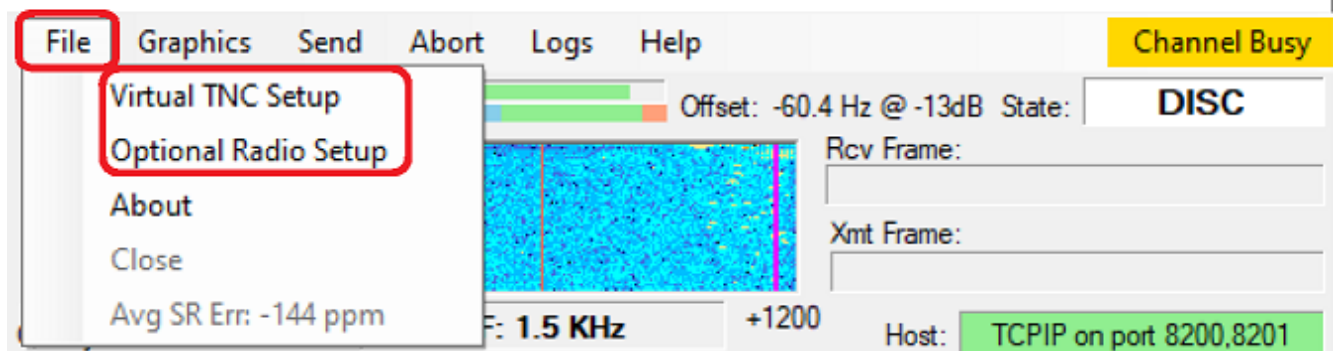 File Graphics Send Abort Logs Help Channel Busy
Virtual TNC Setup
Offset: -60.4 Hz @ -13dB State: DISC
Optional Radio Setup
Rcv Frame:
About
Xmt Frame:
Close
Avg SR Err: -144 ppm
: 1.5 KHz +1200
Host: TCPIP on port 8200,8201